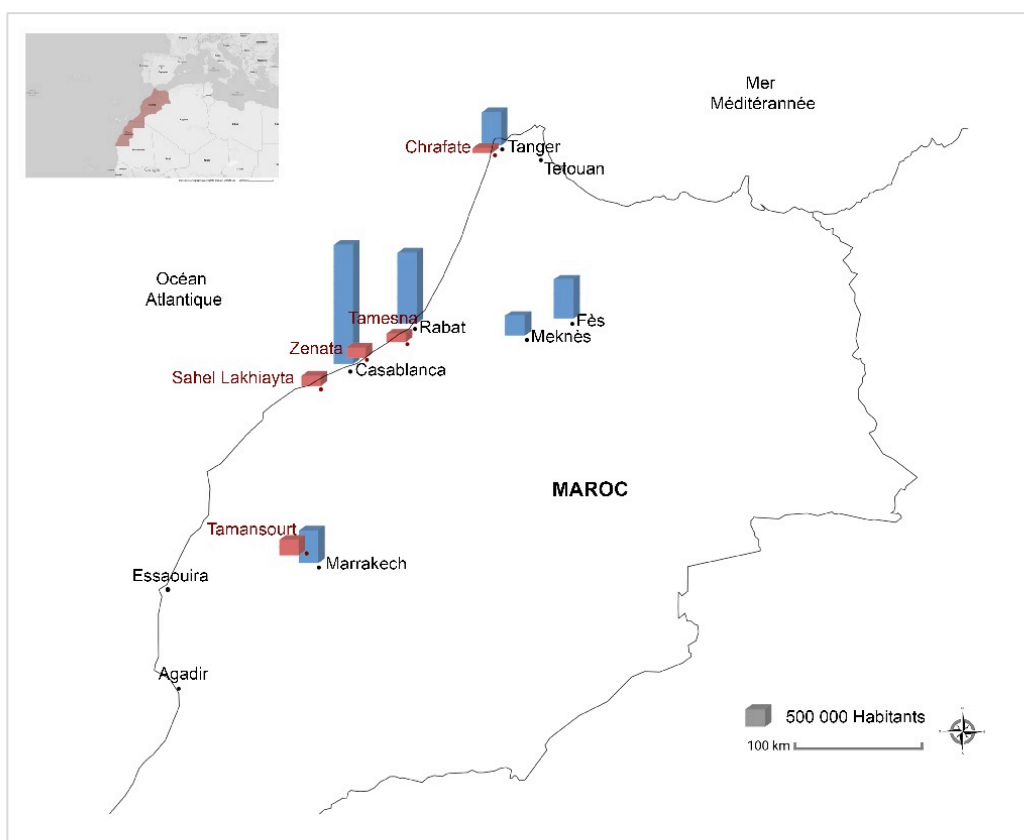 Mer
Méditérannée
Chrafate
Tanger
Tetouan
Océan
Atlantique
Tamesna
Rabat
Fès
Meknès
Zenata
Casablanca
Sahel Lakhiayta
MAROC
Tamansourt
Marrakech
Essaouira
Agadir
500 000 Habitants
100 km